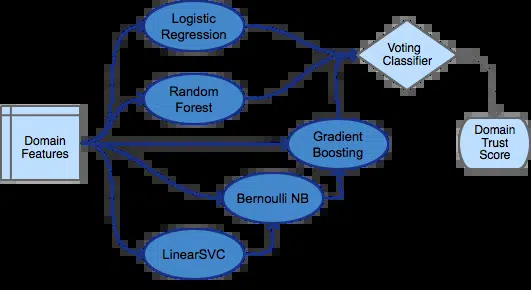 Logistic
Regression
Voting
Classifier
Random
Forest
Domain
Features
Gradient
Boosting
Domain
Trust
Score
Bernoulli NB
LinearSVC